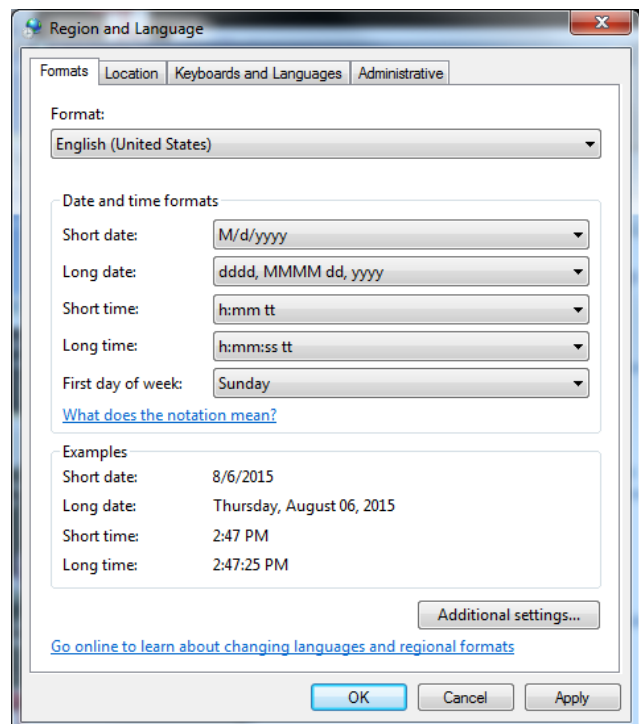 Region and Language
Formats Location Keyboards and Languages Administrative
Format:
English (United States)
Date and time formats
Short date: M/d/yyyy
Long date: dddd, MMMM dd, yyyy
Short time: h:mm tt
Long time: h:mm:ss tt
First day of week: Sunday
What does the notation mean?
Examples
Short date: 8/6/2015
Long date: Thursday, August 06, 2015
Short time: 2:47 PM
Long time: 2:47:25 PM
Additional settings...
Go online to learn about changing languages and regional formats
OK Cancel Apply